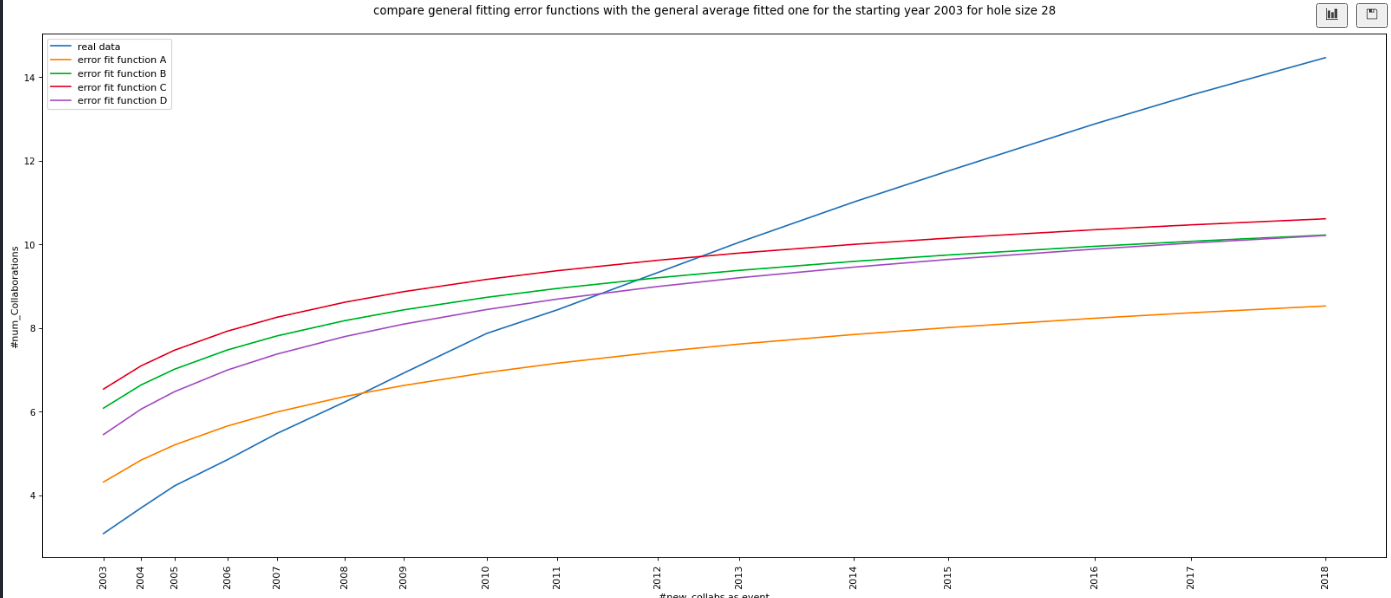 compare general fitting error functions with the general average fitted one for the starting year 2003 for hole size 28
real data
error fit function A
error fit function B
error fit function C
error fit function D
#num_Collaborations
14
12
10
8
6
4
2003 2004 2005 2006 2007 2008 2009 2010 2011 2012 2013 2014 2015 2016 2017 2018
#new_collabs as event